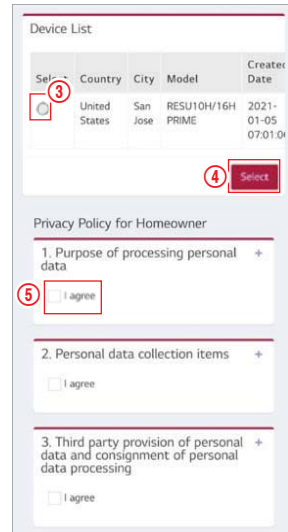 Device List
Select Country City Model Created Date
③
United States San Jose RESU10H/16H PRIME 2021-01-05 07:01:0
④ Select
Privacy Policy for Homeowner
1. Purpose of processing personal +
data
⑤ I agree
2. Personal data collection items +
I agree
3. Third party provision of personal +
data and consignment of personal
data processing
I agree